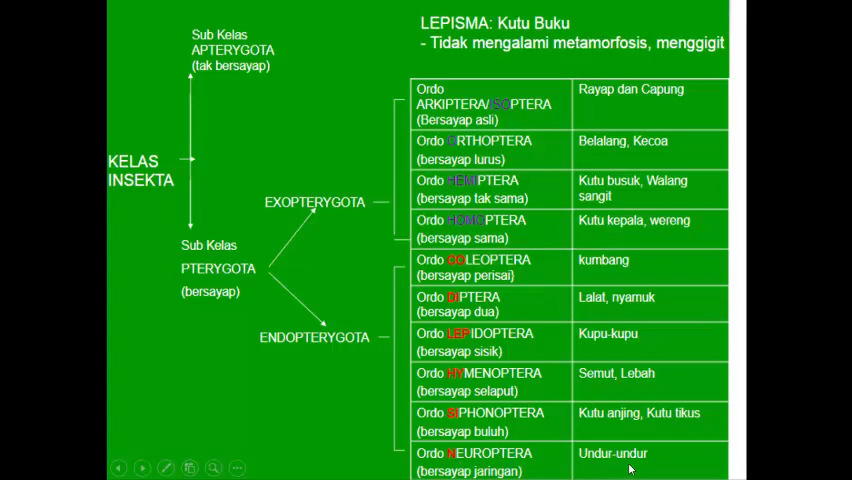 Sub Kelas
APTERYGOTA
(tak bersayap)
LEPISMA: Kutu Buku
- Tidak mengalami metamorfosis, menggigit
KELAS
INSEKTA
Sub Kelas
PTERYGOTA
(bersayap)
EXOPTERYGOTA
ENDOPTERYGOTA
Ordo
ARKIPTERA/ISOPTERA
(Bersayap asli)
Rayap dan Capung
Ordo ORTHOPTERA
(bersayap lurus)
Belalang, Kecoa
Ordo HEMIPTERA
(bersayap tak sama)
Kutu busuk, Walang
sangit
Ordo HOMOPTERA
(bersayap sama)
Kutu kepala, wereng
Ordo COLEOPTERA
(bersayap perisai}
kumbang
Ordo DIPTERA
(bersayap dua)
Lalat, nyamuk
Ordo LEPIDOPTERA
(bersayap sisik)
Kupu-kupu
Ordo HYMENOPTERA
(bersayap selaput)
Semut, Lebah
Ordo SIPHONOPTERA
(bersayap buluh)
Kutu anjing, Kutu tikus
Ordo NEUROPTERA
(bersayap jaringan)
Undur-undur